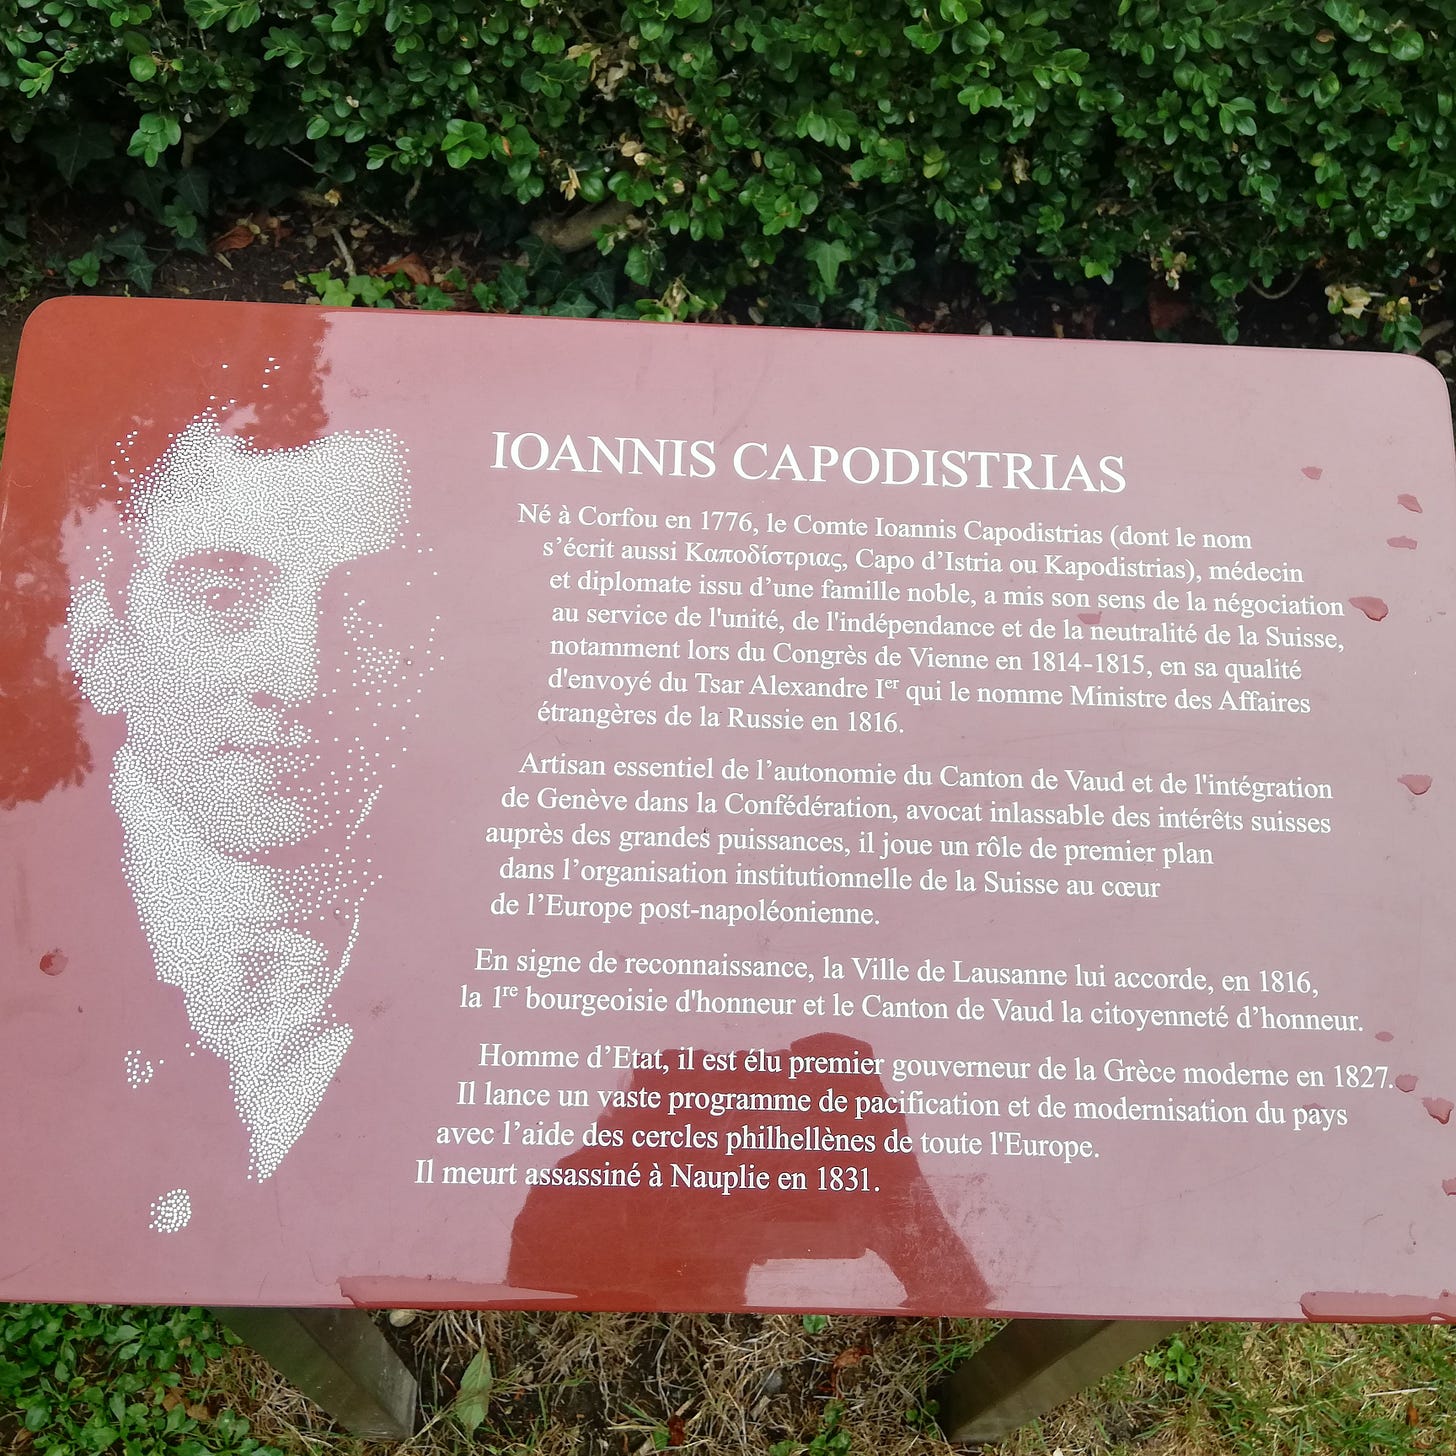 IOANNIS CAPODISTRIAS
Né à Corfou en 1776, le Comte Ioannis Capodistrias (dont le nom
s’écrit aussi Καποδίστριας, Capo d’Istria ou Kapodistrias), médecin
et diplomate issu d’une famille noble, a mis son sens de la négociation
au service de l'unité, de l'indépendance et de la neutralité de la Suisse,
notamment lors du Congrès de Vienne en 1814-1815, en sa qualité
d'envoyé du Tsar Alexandre Ier qui le nomme Ministre des Affaires
étrangères de la Russie en 1816.
Artisan essentiel de l’autonomie du Canton de Vaud et de l'intégration
de Genève dans la Confédération, avocat inlassable des intérêts suisses
auprès des grandes puissances, il joue un rôle de premier plan
dans l’organisation institutionnelle de la Suisse au cœur
de l’Europe post-napoléonienne.
En signe de reconnaissance, la Ville de Lausanne lui accorde, en 1816,
la 1re bourgeoisie d'honneur et le Canton de Vaud la citoyenneté d’honneur.
Homme d’Etat, il est élu premier gouverneur de la Grèce moderne en 1827.
Il lance un vaste programme de pacification et de modernisation du pays
avec l’aide des cercles philhellènes de toute l'Europe.
Il meurt assassiné à Nauplie en 1831.